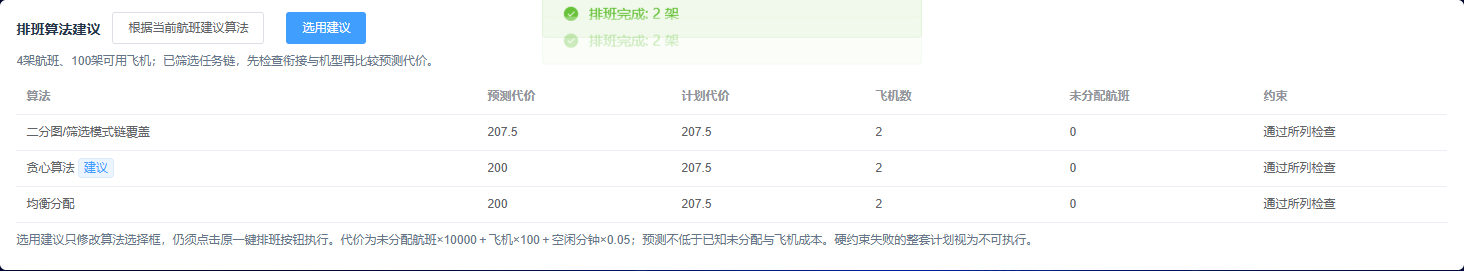 排班完成: 2 架
排班算法建议 根据当前航班建议算法 选用建议
排班完成: 2 架
4架航班、100架可用飞机；已筛选任务链，先检查衔接与机型再比较预测代价。
算法 预测代价 计划代价 飞机数 未分配航班 约束
二分图/筛选模式链覆盖 207.5 207.5 2 0 通过所列检查
贪心算法 建议 200 207.5 2 0 通过所列检查
均衡分配 200 207.5 2 0 通过所列检查
选用建议只修改算法选择框，仍须点击原一键排班按钮执行。代价为未分配航班×10000＋飞机×100＋空闲分钟×0.05；预测不低于已知未分配与飞机成本。硬约束失败的整套计划视为不可执行。